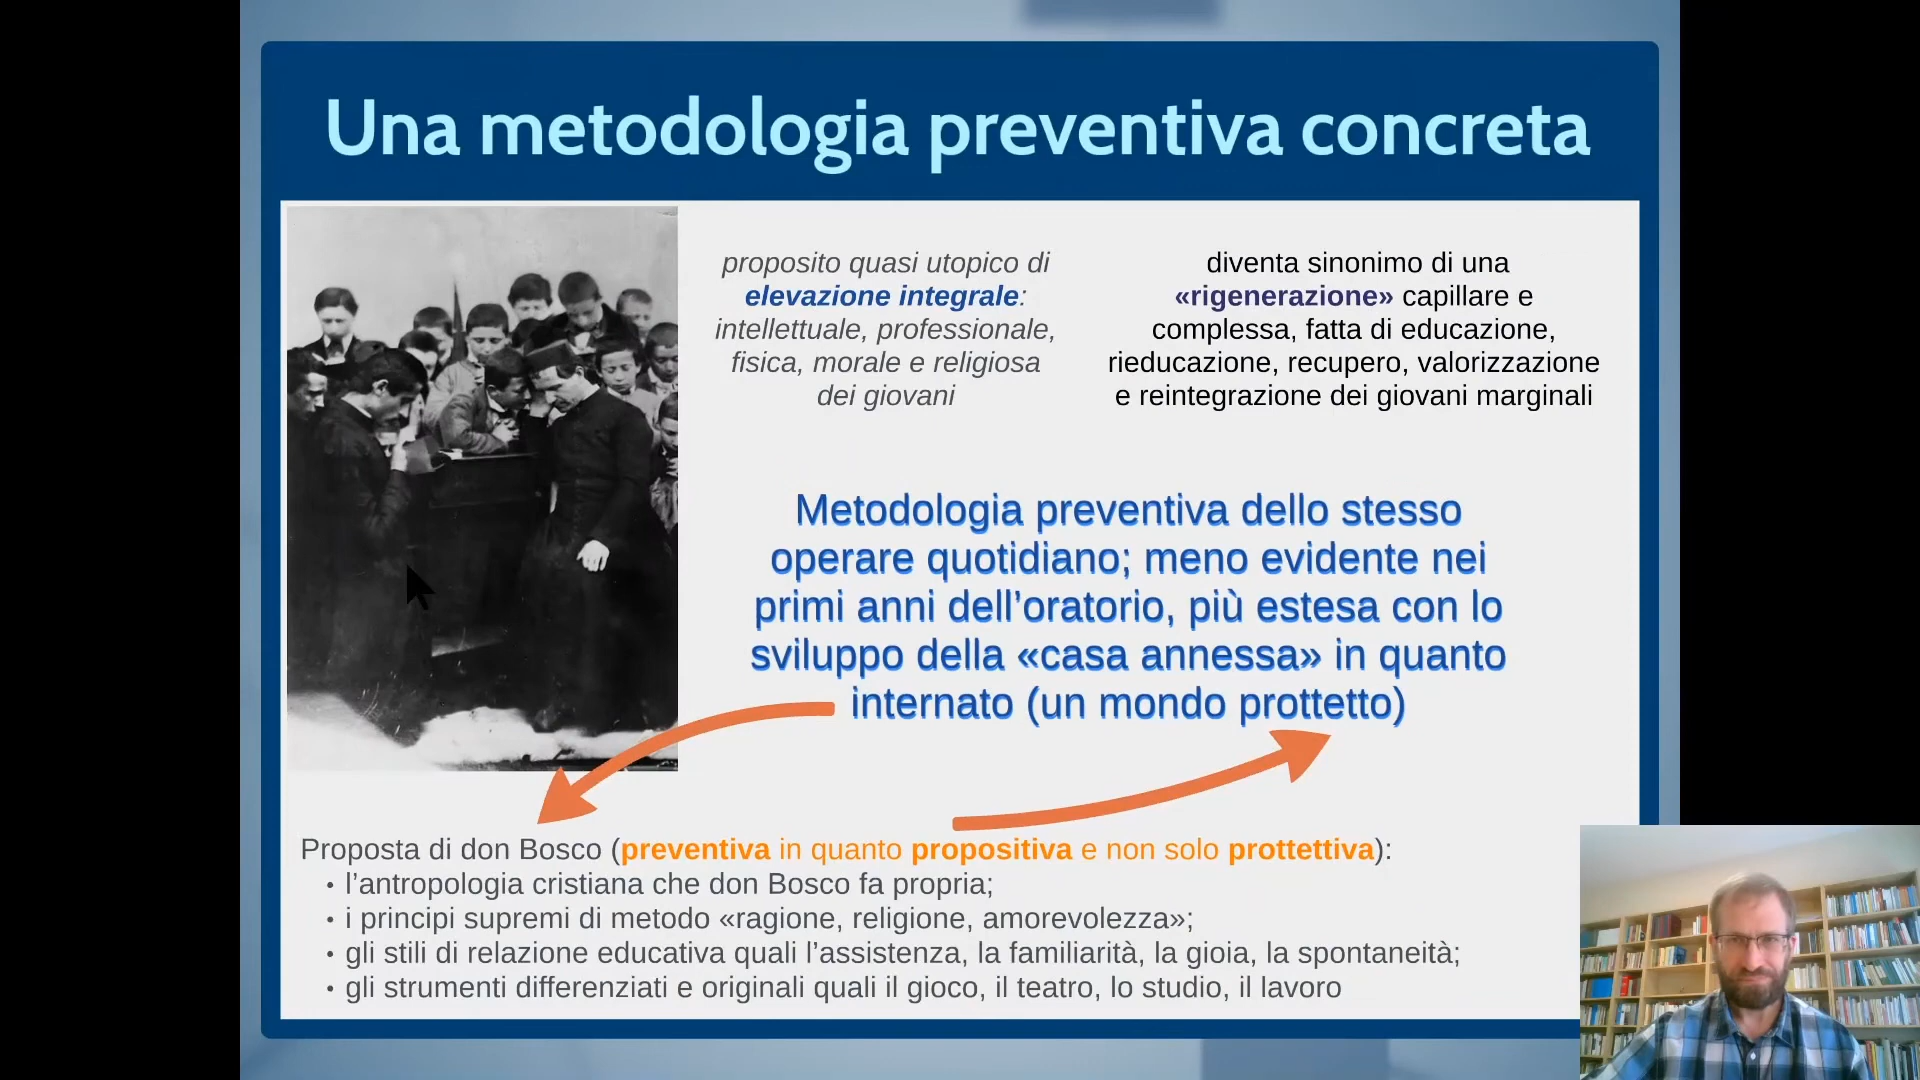 Una metodologia preventiva concreta
proposito quasi utopico di
elevazione integrale:
intellettuale, professionale,
fisica, morale e religiosa
dei giovani
diventa sinonimo di una
«rigenerazione» capillare e
complessa, fatta di educazione,
rieducazione, recupero, valorizzazione
e reintegrazione dei giovani marginali
Metodologia preventiva dello stesso
operare quotidiano; meno evidente nei
primi anni dell’oratorio, più estesa con lo
sviluppo della «casa annessa» in quanto
internato (un mondo prottetto)
Proposta di don Bosco (preventiva in quanto propositiva e non solo prottettiva):
• l’antropologia cristiana che don Bosco fa propria;
• i principi supremi di metodo «ragione, religione, amorevolezza»;
• gli stili di relazione educativa quali l’assistenza, la familiarità, la gioia, la spontaneità;
• gli strumenti differenziati e originali quali il gioco, il teatro, lo studio, il lavoro